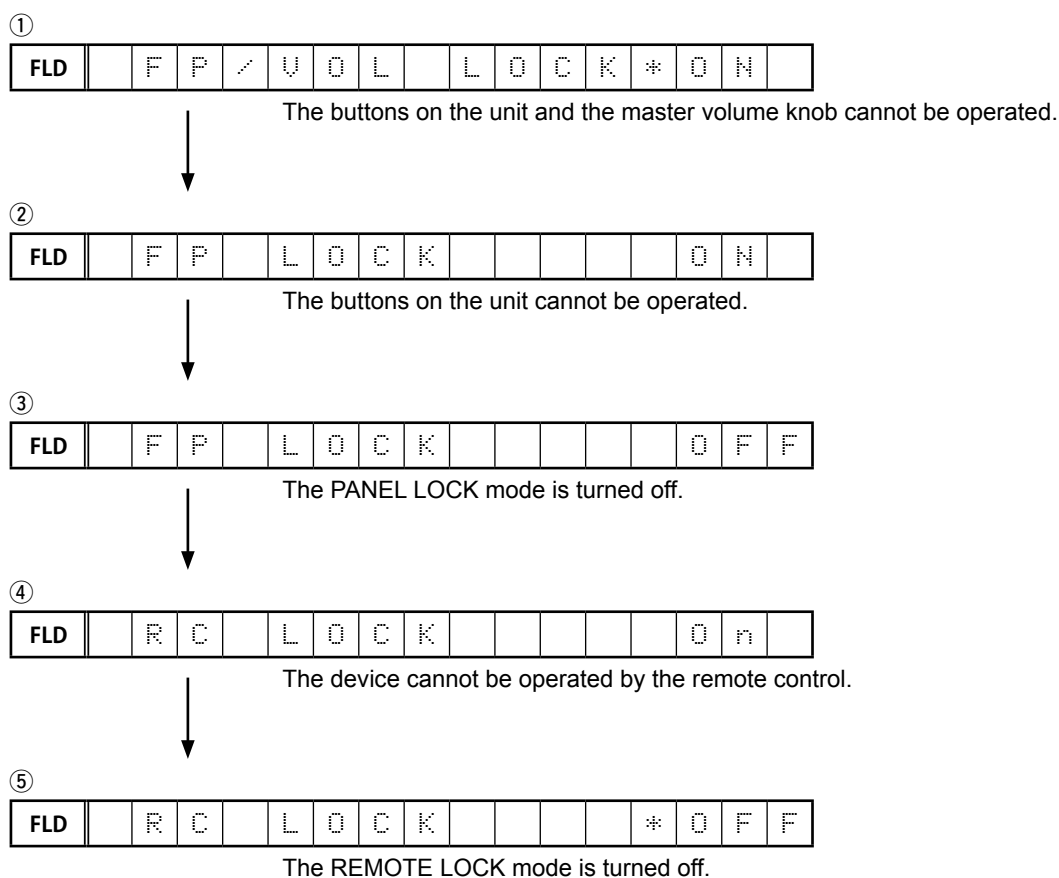 ①
FLD FP/VOL LOCK*ON
The buttons on the unit and the master volume knob cannot be operated.
②
FLD FP LOCK ON
The buttons on the unit cannot be operated.
③
FLD FP LOCK OFF
The PANEL LOCK mode is turned off.
④
FLD RC LOCK On
The device cannot be operated by the remote control.
⑤
FLD RC LOCK *OFF
The REMOTE LOCK mode is turned off.